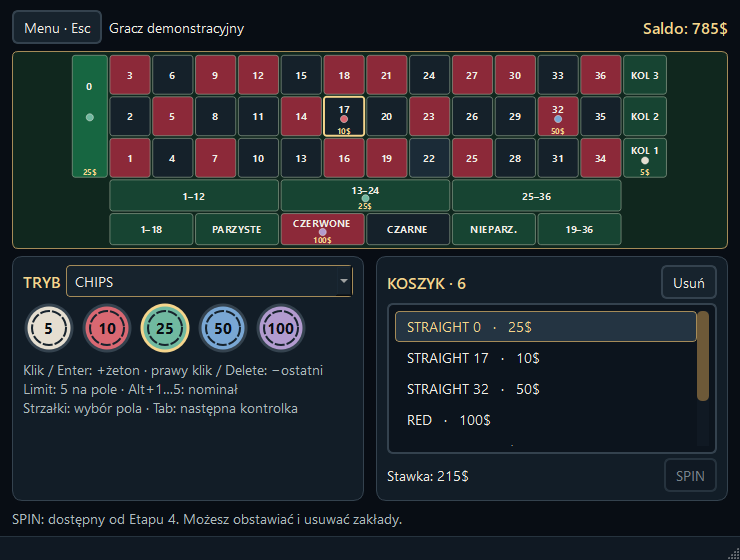 Menu · Esc Gracz demonstracyjny Saldo: 785$
3 6 9 12 15 18 21 24 27 30 33 36 KOL 3
0
2 5 8 11 14 17 20 23 26 29 32 35 KOL 2
10$ 50$
1 4 7 10 13 16 19 22 25 28 31 34 KOL 1
25$ 5$
1–12 13–24 25–36
25$
1–18 PARZYSTE CZERWONE CZARNE NIEPARZ. 19–36
100$
TRYB CHIPS
5 10 25 50 100
Klik / Enter: +żeton · prawy klik / Delete: −ostatni
Limit: 5 na pole · Alt+1...5: nominał
Strzałki: wybór pola · Tab: następna kontrolka
KOSZYK · 6 Usuń
STRAIGHT 0 · 25$
STRAIGHT 17 · 10$
STRAIGHT 32 · 50$
RED · 100$
Stawka: 215$ SPIN
SPIN: dostępny od Etapu 4. Możesz obstawiać i usuwać zakłady.